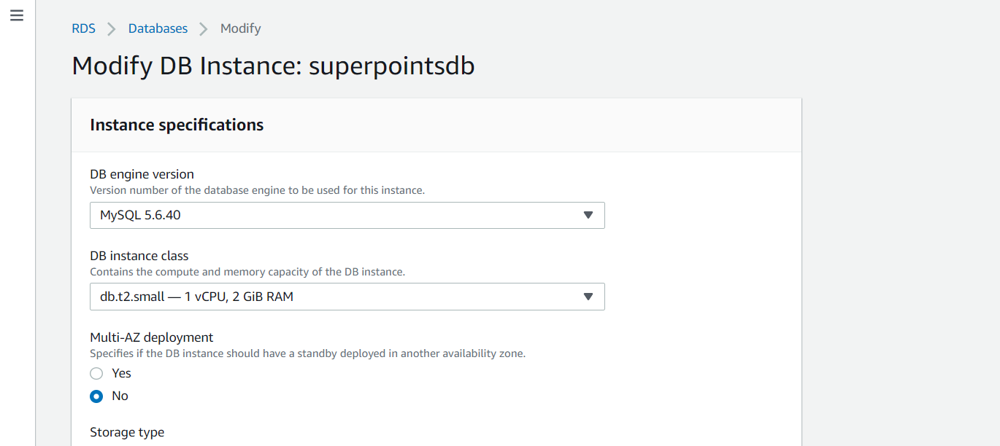 RDS > Databases > Modify
Modify DB Instance: superpointsdb
Instance specifications
DB engine version
Version number of the database engine to be used for this instance.
MySQL 5.6.40
DB instance class
Contains the compute and memory capacity of the DB instance.
db.t2.small — 1 vCPU, 2 GiB RAM
Multi-AZ deployment
Specifies if the DB instance should have a standby deployed in another availability zone.
Yes
No
Storage type